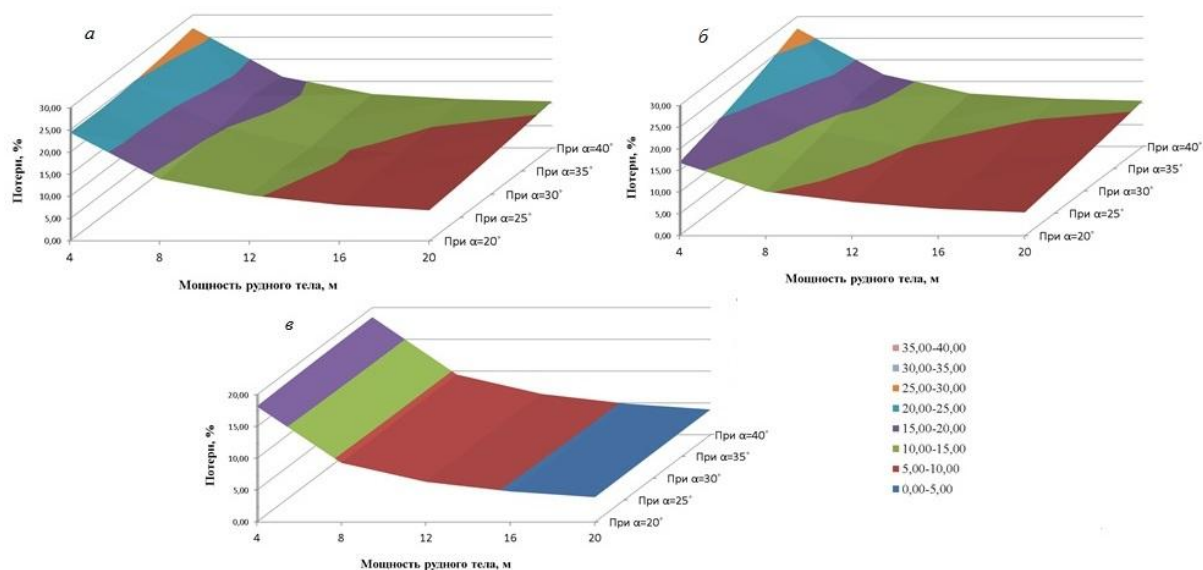 а
30,00
25,00
20,00
15,00
10,00
5,00
0,00
Потери, %
4
8
12
16
20
Мощность рудного тела, м
При α=40˚
При α=35˚
При α=30˚
При α=25˚
При α=20˚
б
30,00
25,00
20,00
15,00
10,00
5,00
0,00
Потери, %
4
8
12
16
20
Мощность рудного тела, м
При α=40˚
При α=35˚
При α=30˚
При α=25˚
При α=20˚
в
20,00
15,00
10,00
5,00
0,00
Потери, %
4
8
12
16
20
Мощность рудного тела, м
При α=40˚
При α=35˚
При α=30˚
При α=25˚
При α=20˚
35,00-40,00
30,00-35,00
25,00-30,00
20,00-25,00
15,00-20,00
10,00-15,00
5,00-10,00
0,00-5,00